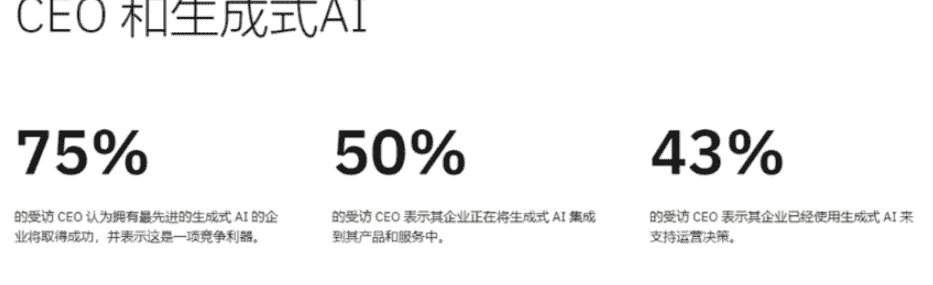 CEO 和生成式AI
75%
的受访 CEO 认为拥有最先进的生成式 AI 的企
业将取得成功，并表示这是一项竞争利器。
50%
的受访 CEO 表示其企业正在将生成式 AI 集成
到其产品和服务中。
43%
的受访 CEO 表示其企业已经使用生成式 AI 来
支持运营决策。